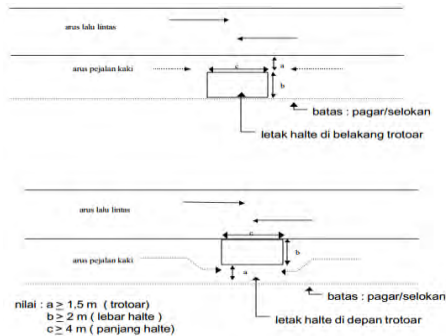 arus lalu lintas
arus pejalan kaki
c
a
b
batas : pagar/selokan
letak halte di belakang trotoar
arus lalu lintas
c
arus pejalan kaki
b
a
batas : pagar/selokan
nilai : a ≥ 1,5 m ( trotoar)
b ≥ 2 m ( lebar halte )
c ≥ 4 m ( panjang halte)
letak halte di depan trotoar